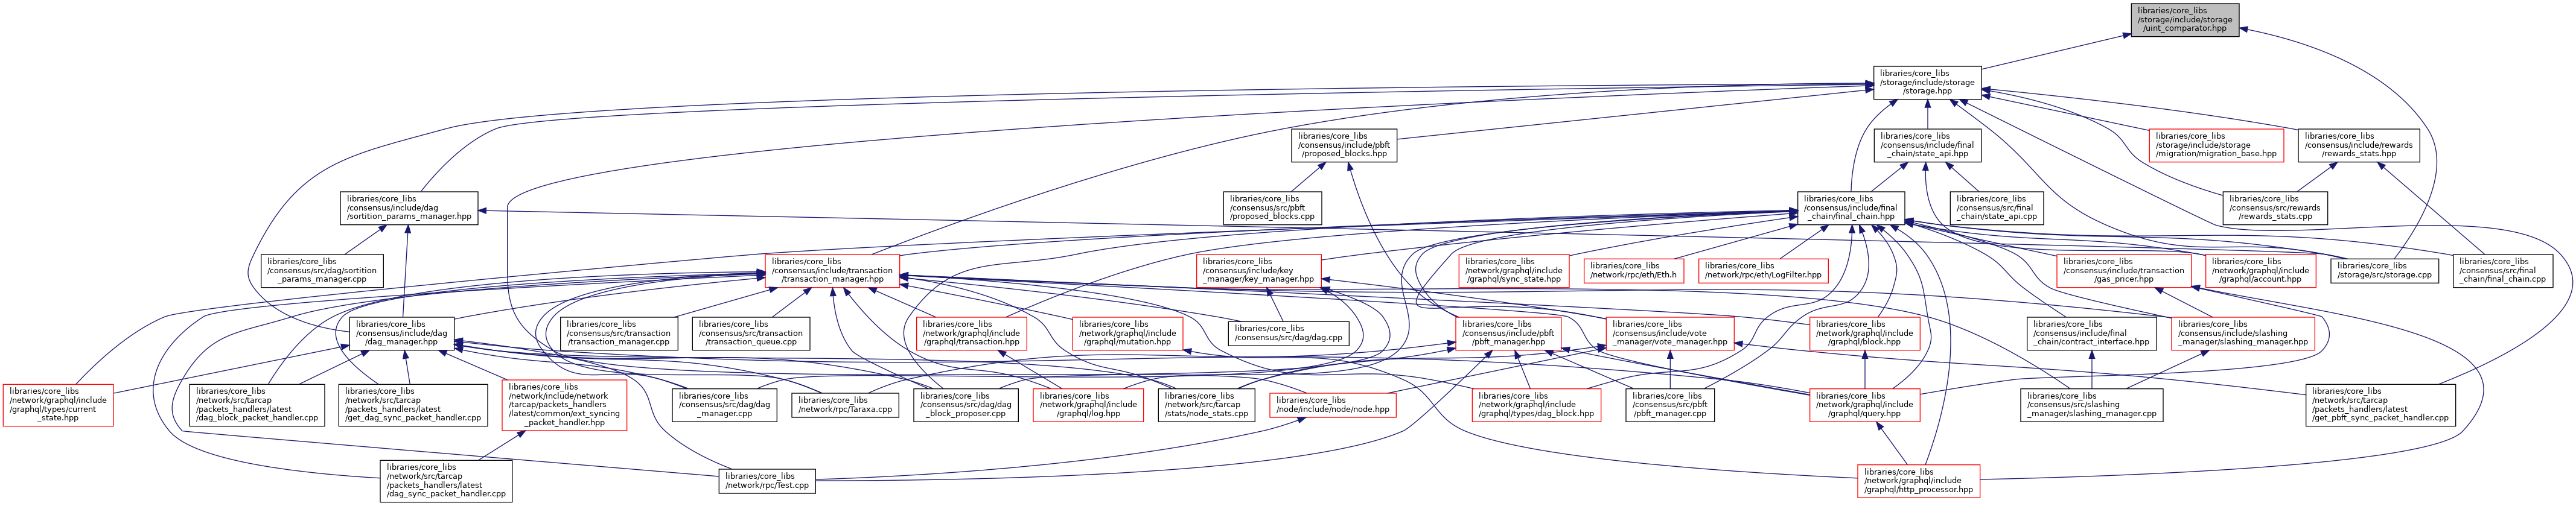 libraries/core_libs
/storage/include/storage
/uint_comparator.hpp
libraries/core_libs
/storage/include/storage
/storage.hpp
libraries/core_libs
/consensus/include/pbft
/proposed_blocks.hpp
libraries/core_libs
/consensus/include/final
_chain/state_api.hpp
libraries/core_libs
/storage/include/storage
/migration/migration_base.hpp
libraries/core_libs
/consensus/include/rewards
/rewards_stats.hpp
libraries/core_libs
/consensus/include/dag
/sortition_params_manager.hpp
libraries/core_libs
/consensus/src/pbft
/proposed_blocks.cpp
libraries/core_libs
/consensus/include/final
_chain/final_chain.hpp
libraries/core_libs
/consensus/src/final
_chain/state_api.cpp
libraries/core_libs
/consensus/src/rewards
/rewards_stats.cpp
libraries/core_libs
/consensus/src/dag/sortition
_params_manager.cpp
libraries/core_libs
/consensus/include/transaction
/transaction_manager.hpp
libraries/core_libs
/consensus/include/key
_manager/key_manager.hpp
libraries/core_libs
/network/graphql/include
/graphql/sync_state.hpp
libraries/core_libs
/network/rpc/eth/Eth.h
libraries/core_libs
/network/rpc/eth/LogFilter.hpp
libraries/core_libs
/consensus/include/transaction
/gas_pricer.hpp
libraries/core_libs
/network/graphql/include
/graphql/account.hpp
libraries/core_libs
/storage/src/storage.cpp
libraries/core_libs
/consensus/src/final
_chain/final_chain.cpp
libraries/core_libs
/consensus/include/dag
/dag_manager.hpp
libraries/core_libs
/consensus/src/transaction
/transaction_manager.cpp
libraries/core_libs
/consensus/src/transaction
/transaction_queue.cpp
libraries/core_libs
/network/graphql/include
/graphql/transaction.hpp
libraries/core_libs
/network/graphql/include
/graphql/mutation.hpp
libraries/core_libs
/consensus/src/dag/dag.cpp
libraries/core_libs
/consensus/include/pbft
/pbft_manager.hpp
libraries/core_libs
/consensus/include/vote
_manager/vote_manager.hpp
libraries/core_libs
/network/graphql/include
/graphql/block.hpp
libraries/core_libs
/consensus/include/final
_chain/contract_interface.hpp
libraries/core_libs
/consensus/include/slashing
_manager/slashing_manager.hpp
libraries/core_libs
/network/graphql/include
/graphql/types/current
_state.hpp
libraries/core_libs
/network/src/tarcap
/packets_handlers/latest
/dag_block_packet_handler.cpp
libraries/core_libs
/network/src/tarcap
/packets_handlers/latest
/get_dag_sync_packet_handler.cpp
libraries/core_libs
/network/include/network
/tarcap/packets_handlers
/latest/common/ext_syncing
_packet_handler.hpp
libraries/core_libs
/consensus/src/dag/dag
_manager.cpp
libraries/core_libs
/network/rpc/Taraxa.cpp
libraries/core_libs
/consensus/src/dag/dag
_block_proposer.cpp
libraries/core_libs
/network/graphql/include
/graphql/log.hpp
libraries/core_libs
/network/src/tarcap
/stats/node_stats.cpp
libraries/core_libs
/node/include/node/node.hpp
libraries/core_libs
/network/graphql/include
/graphql/types/dag_block.hpp
libraries/core_libs
/consensus/src/pbft
/pbft_manager.cpp
libraries/core_libs
/network/graphql/include
/graphql/query.hpp
libraries/core_libs
/consensus/src/slashing
_manager/slashing_manager.cpp
libraries/core_libs
/network/src/tarcap
/packets_handlers/latest
/get_pbft_sync_packet_handler.cpp
libraries/core_libs
/network/src/tarcap
/packets_handlers/latest
/dag_sync_packet_handler.cpp
libraries/core_libs
/network/rpc/Test.cpp
libraries/core_libs
/network/graphql/include
/graphql/http_processor.hpp